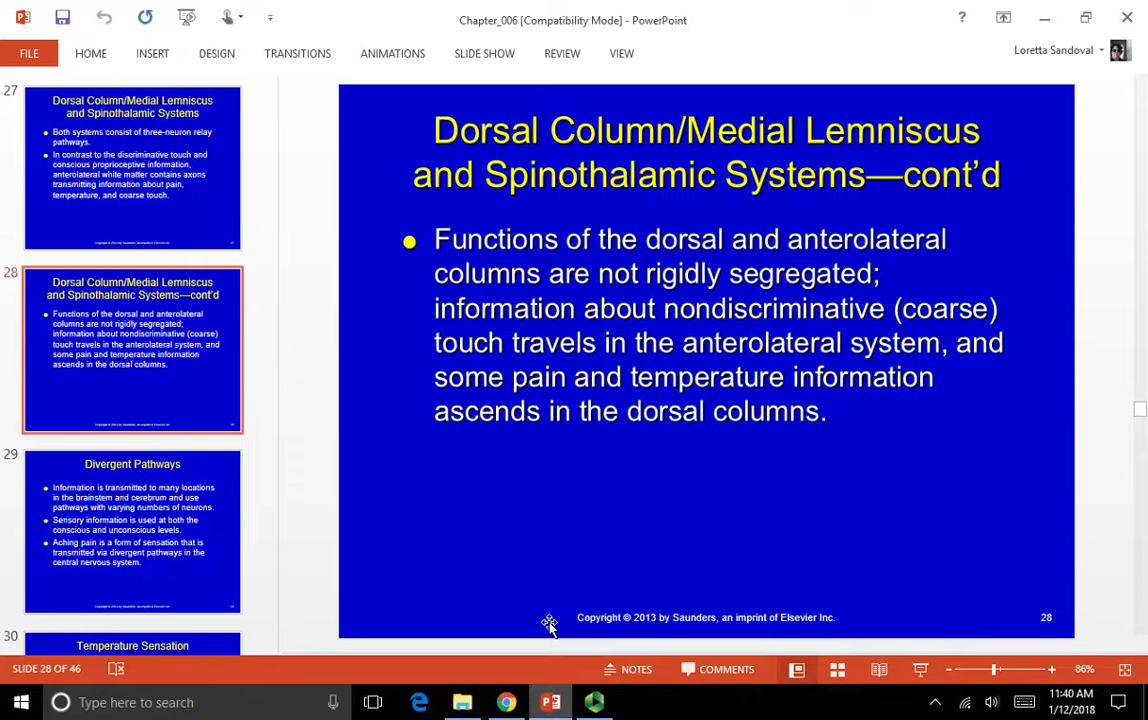 Chapter_006 [Compatibility Mode] - PowerPoint
FILE HOME INSERT DESIGN TRANSITIONS ANIMATIONS SLIDE SHOW REVIEW VIEW
Loretta Sandoval
27
Dorsal Column/Medial Lemniscus
and Spinothalamic Systems
Both systems consist of three-neuron relay
pathways.
In contrast to the discriminative touch and
conscious proprioceptive information,
anterolateral white matter contains axons
transmitting information about pain,
temperature, and coarse touch.
28
Dorsal Column/Medial Lemniscus
and Spinothalamic Systems—cont'd
Functions of the dorsal and anterolateral
columns are not rigidly segregated;
information about nondiscriminative (coarse)
touch travels in the anterolateral system, and
some pain and temperature information
ascends in the dorsal columns.
29
Divergent Pathways
Information is transmitted to many locations
in the brainstem and cerebrum and use
pathways with varying numbers of neurons.
Sensory information is used at both the
conscious and unconscious levels.
Aching pain is a form of sensation that is
transmitted via divergent pathways in the
central nervous system.
30
Temperature Sensation
Dorsal Column/Medial Lemniscus
and Spinothalamic Systems—cont'd
Functions of the dorsal and anterolateral
columns are not rigidly segregated;
information about nondiscriminative (coarse)
touch travels in the anterolateral system, and
some pain and temperature information
ascends in the dorsal columns.
Copyright © 2013 by Saunders, an imprint of Elsevier Inc. 28
SLIDE 28 OF 46 NOTES COMMENTS 86%
Type here to search
11:40 AM
1/12/2018